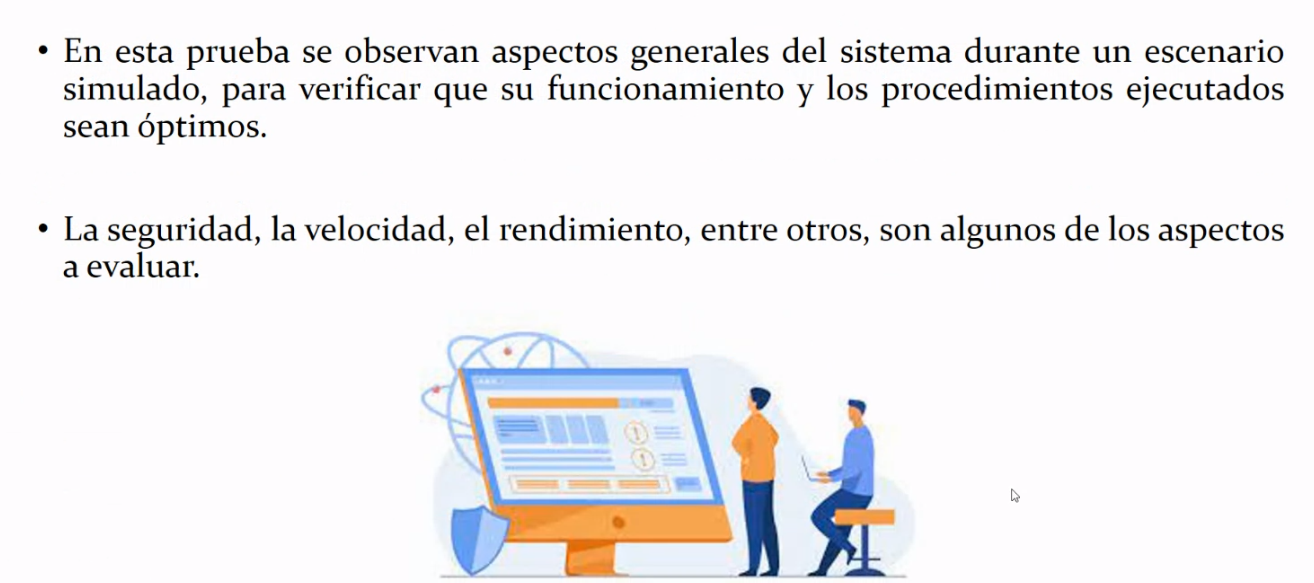 • En esta prueba se observan aspectos generales del sistema durante un escenario
simulado, para verificar que su funcionamiento y los procedimientos ejecutados
sean óptimos.
• La seguridad, la velocidad, el rendimiento, entre otros, son algunos de los aspectos
a evaluar.